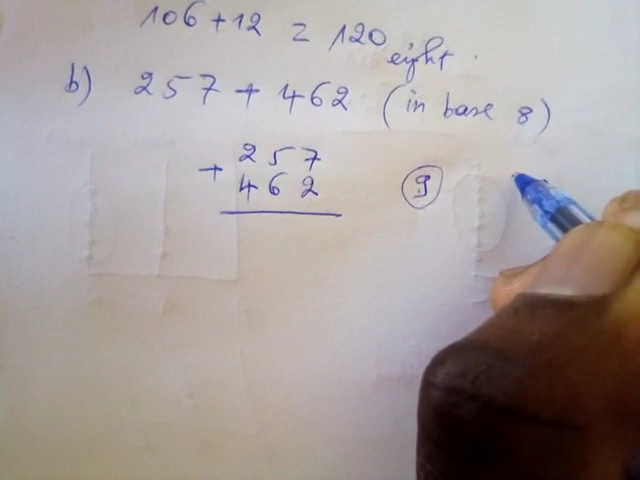 106 + 12 = 120 eight.
b) 257 + 462 (in base 8)
257
+ 462 9